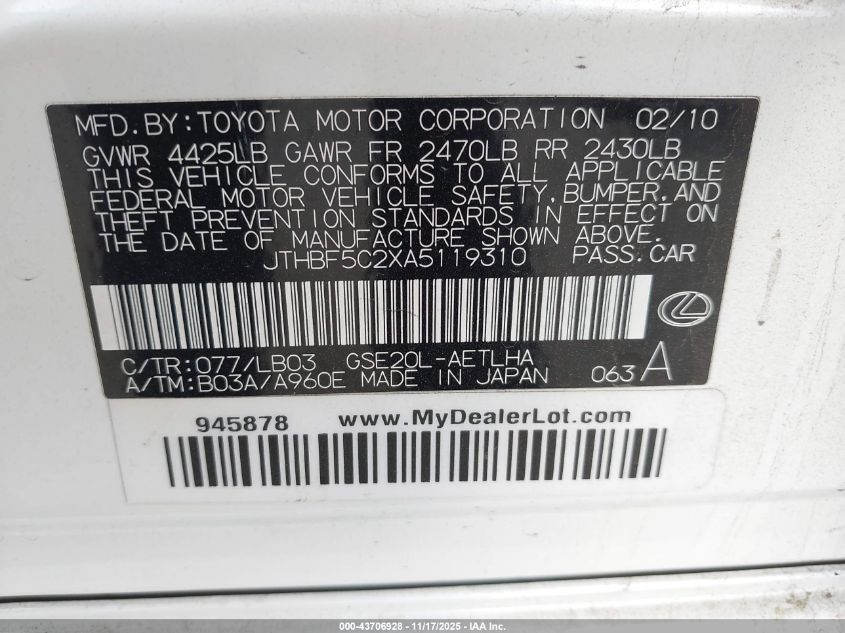 MFD.BY:TOYOTA MOTOR CORPORATION 02/10
GVWR 4425LB GAWR FR 2470LB RR 2430LB
THIS VEHICLE CONFORMS TO ALL APPLICABLE
FEDERAL MOTOR VEHICLE SAFETY,BUMPER,AND
THEFT PREVENTION STANDARDS IN EFFECT ON
THE DATE OF MANUFACTURE SHOWN ABOVE.
JTHBF5C2XA5119310 PASS.CAR
C/TR:077/LB03 GSE20L-AETLHA
A/TM:B03A/A960E MADE IN JAPAN 063A
945878 www.MyDealerLot.com
000-43706928 - 11/17/2025 - IAA Inc.